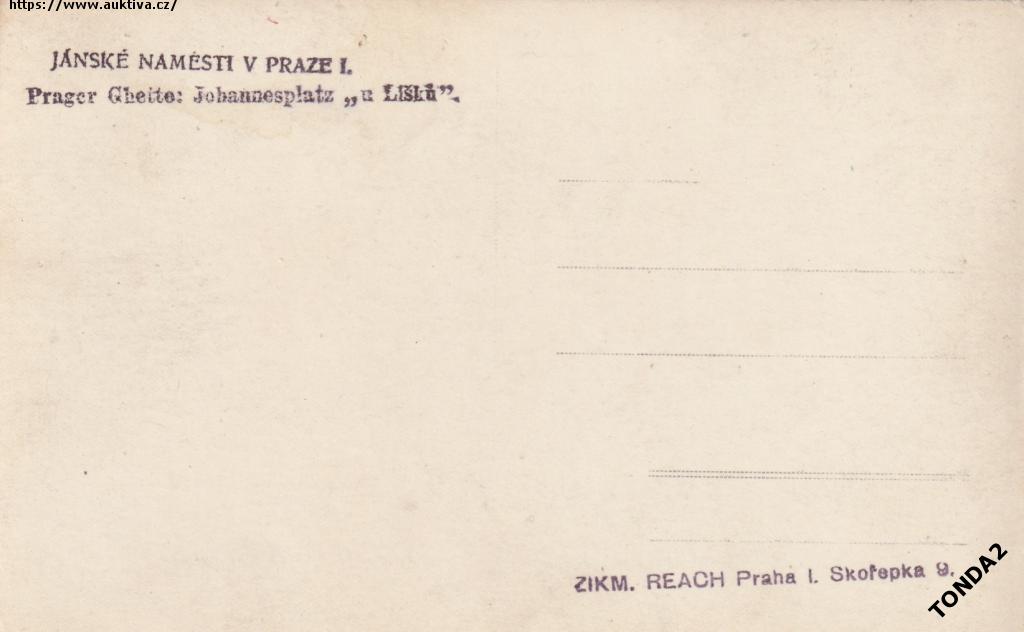 https://www.auktiva.cz/
JÁNSKÉ NAMĚSTI V PRAZE I.
Prager Ghetto: Johannesplatz „u Lišků”.
ZIKM. REACH Praha I. Skořepka 9.
TONDA2